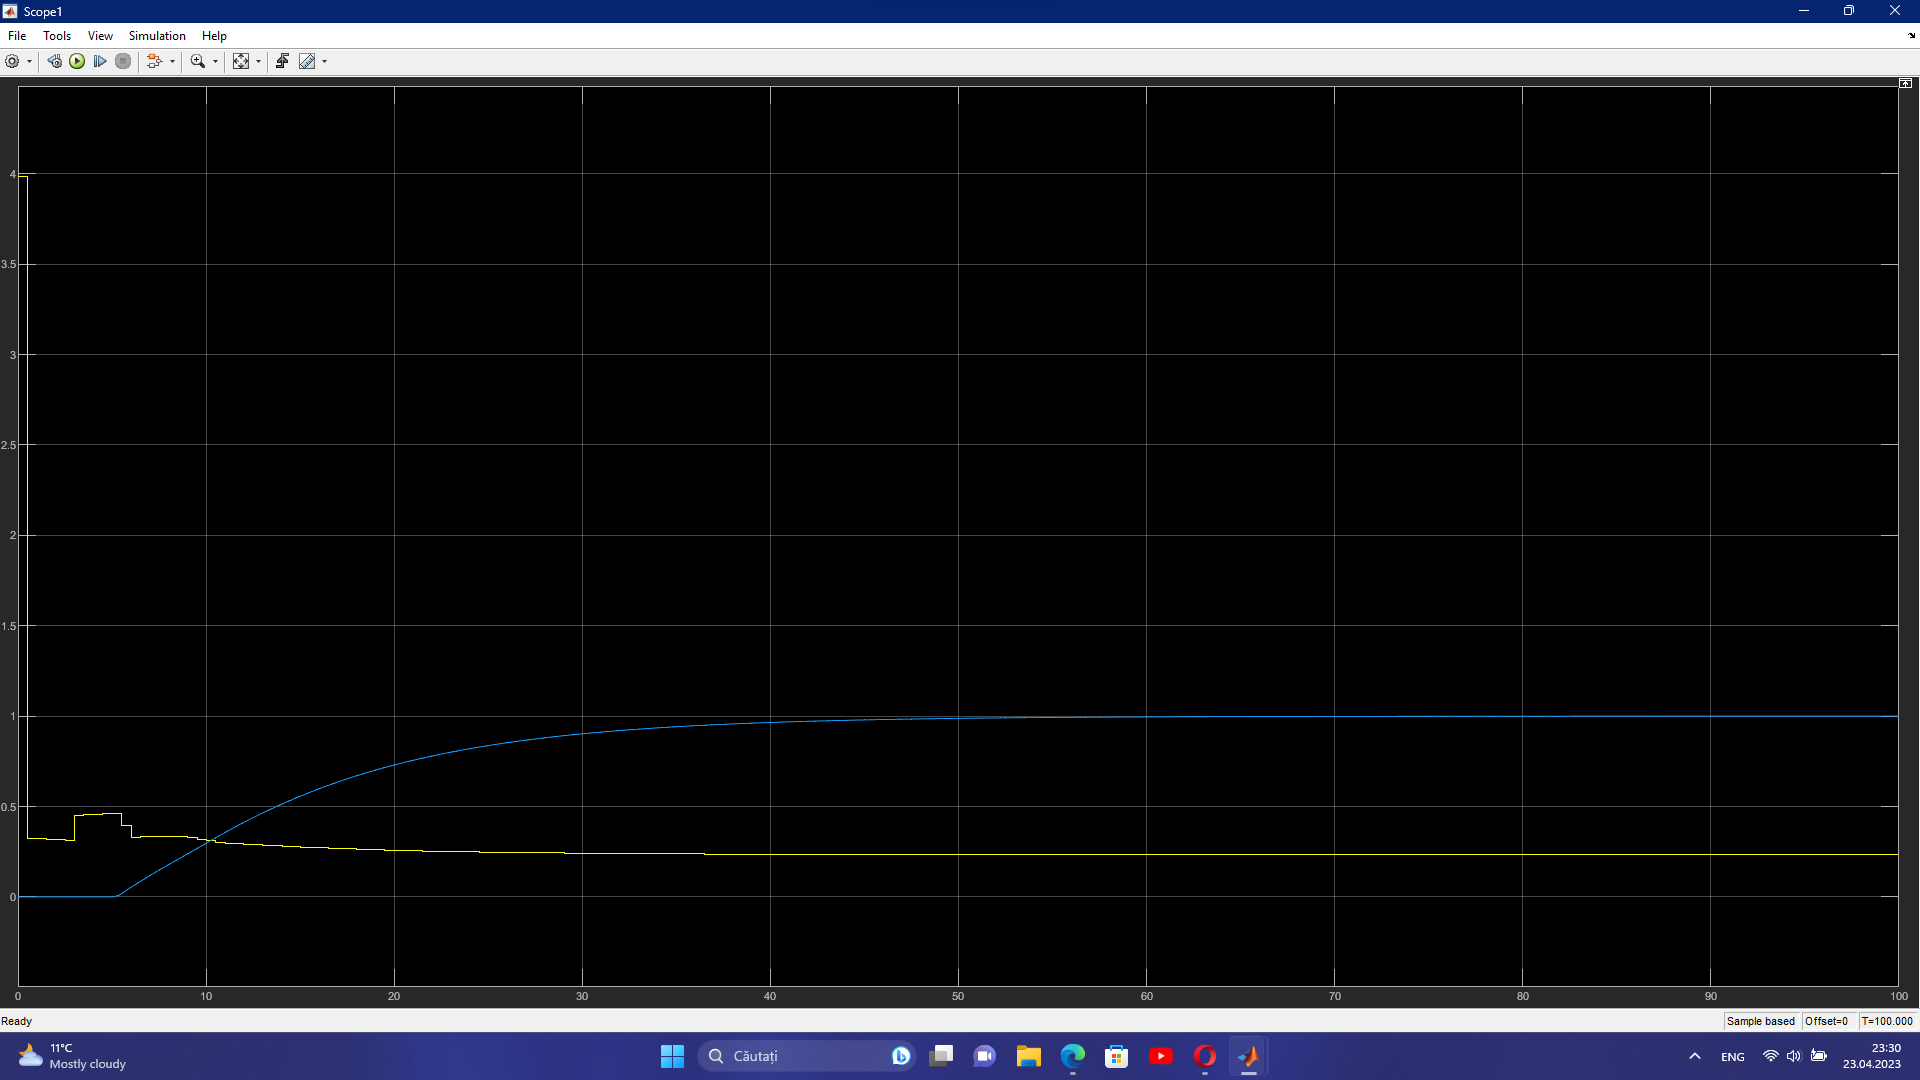 Scope1
File Tools View Simulation Help
4
3.5
3
2.5
2
1.5
1
0.5
0
0 10 20 30 40 50 60 70 80 90 100
Ready
Sample based Offset=0 T=100.000
11°C
Mostly cloudy
Căutați
ENG
23:30
23.04.2023